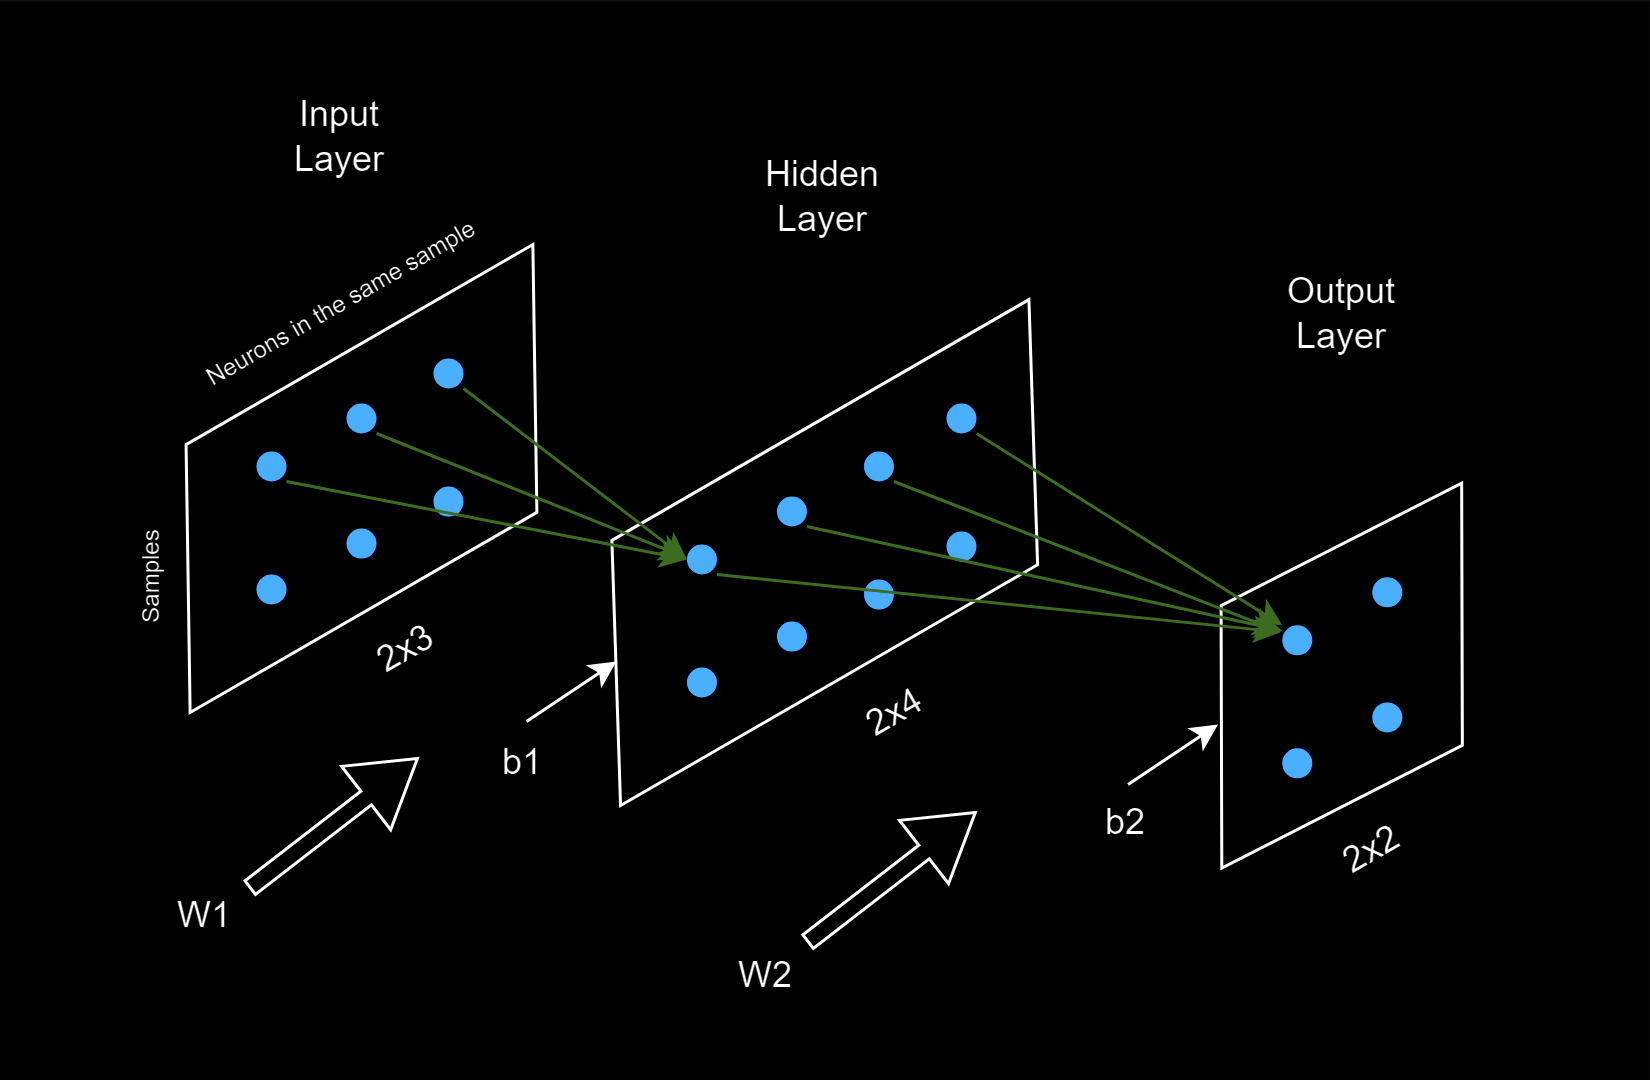 Input
Layer
Hidden
Layer
Output
Layer
Neurons in the same sample
Samples
2x3
2x4
2x2
b1
b2
W1
W2